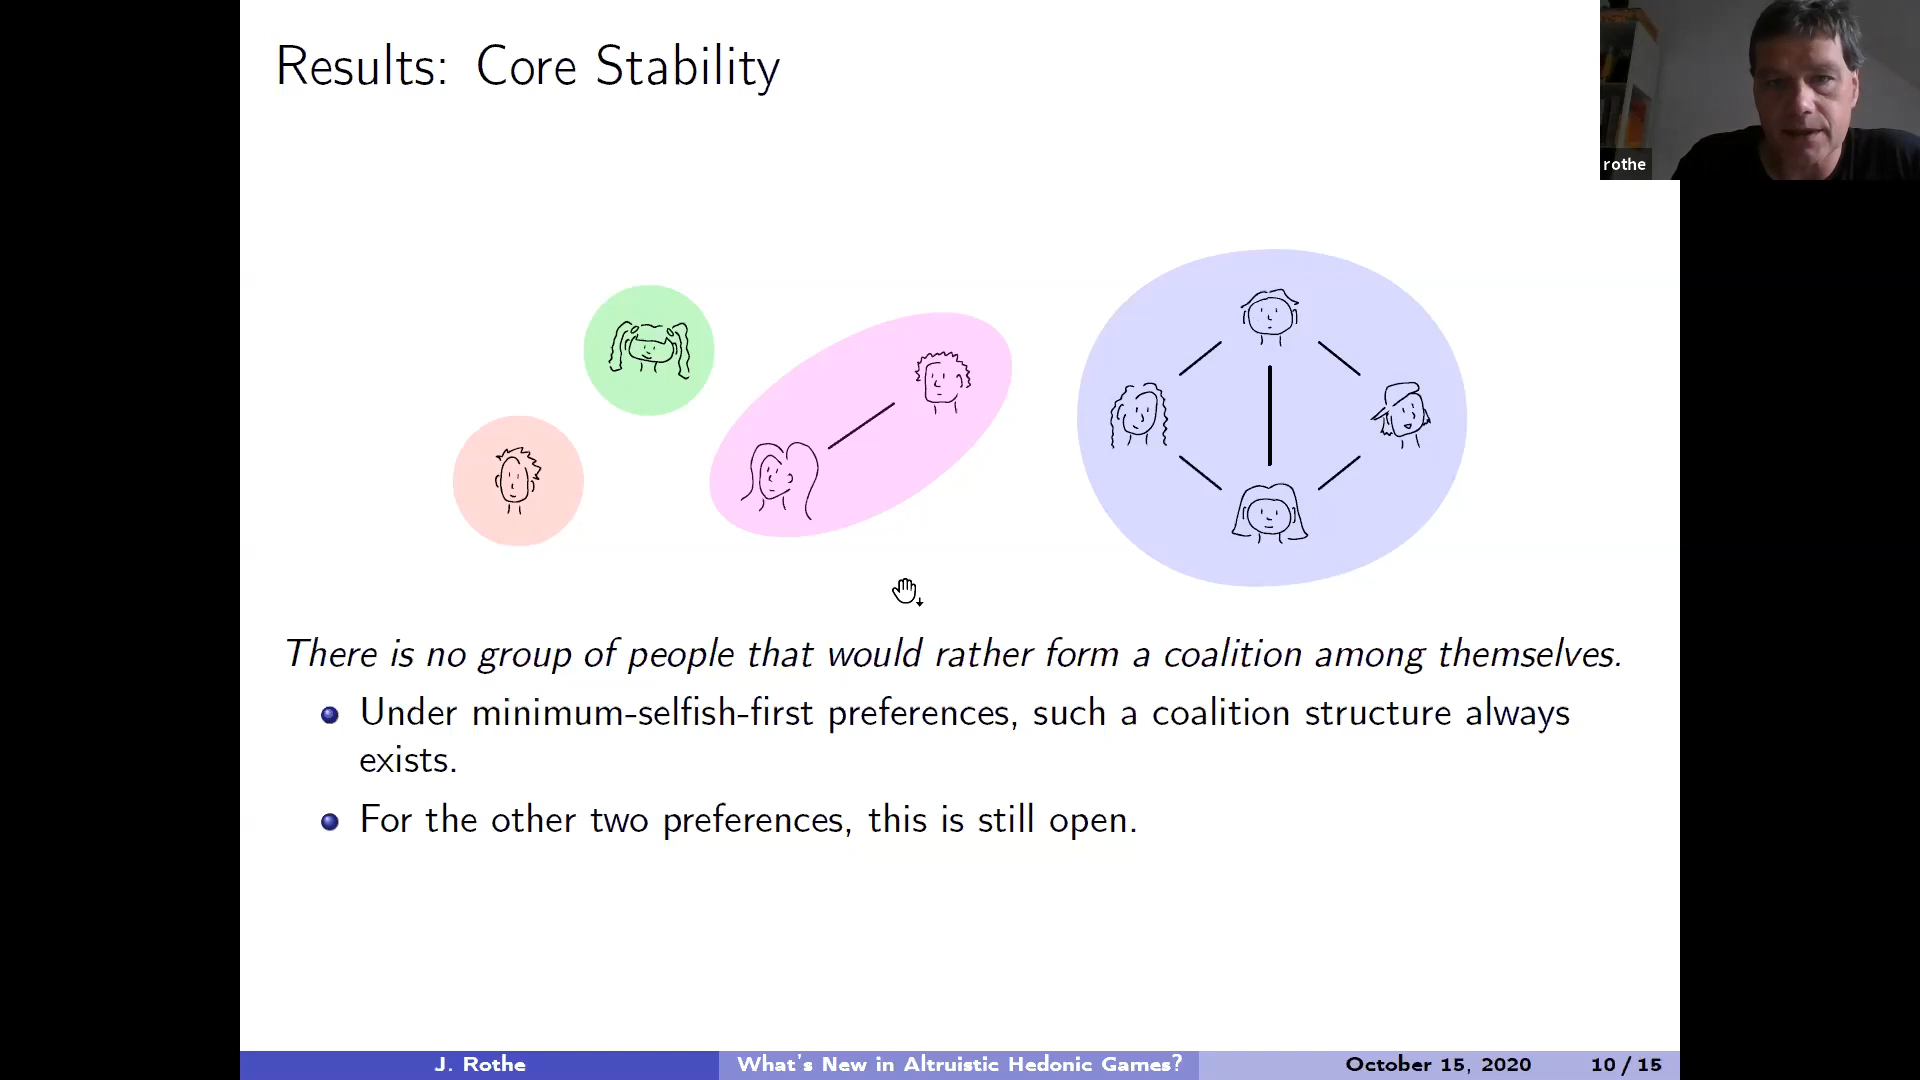 Results: Core Stability
rothe
There is no group of people that would rather form a coalition among themselves.
Under minimum-selfish-first preferences, such a coalition structure always
exists.
For the other two preferences, this is still open.
J. Rothe
What's New in Altruistic Hedonic Games?
October 15, 2020
10 / 15